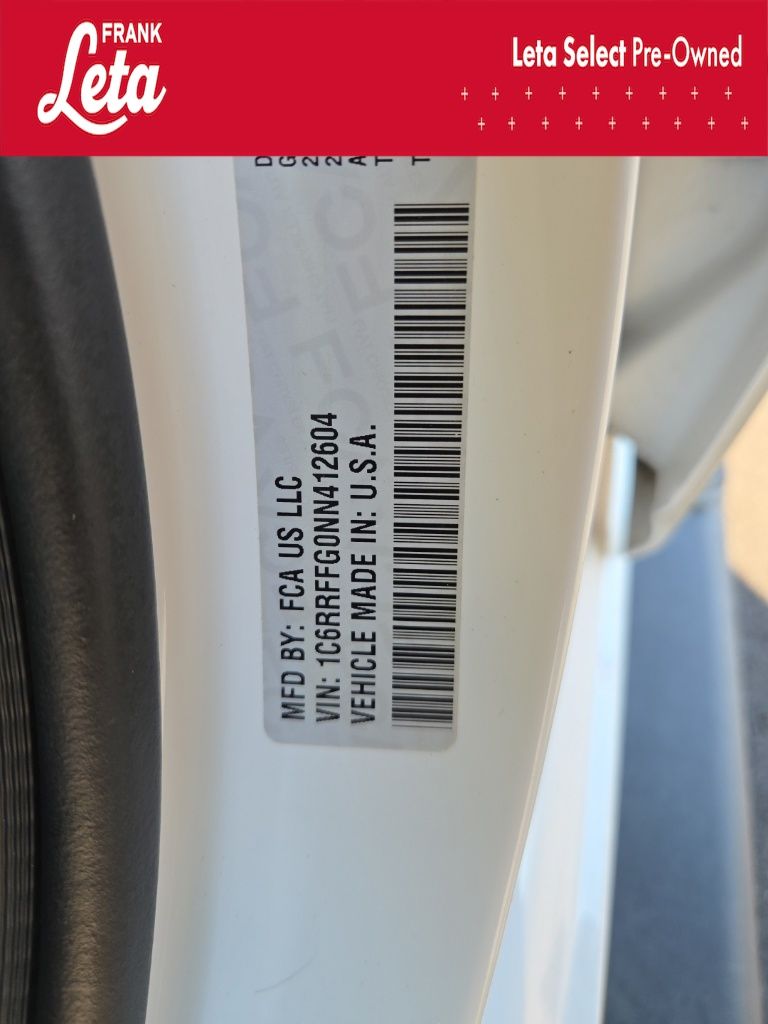 FRANK
Leta
Leta Select Pre-Owned
MFD BY: FCA US LLC
VIN: 1C6RRFFG0NN412604
VEHICLE MADE IN: U.S.A.